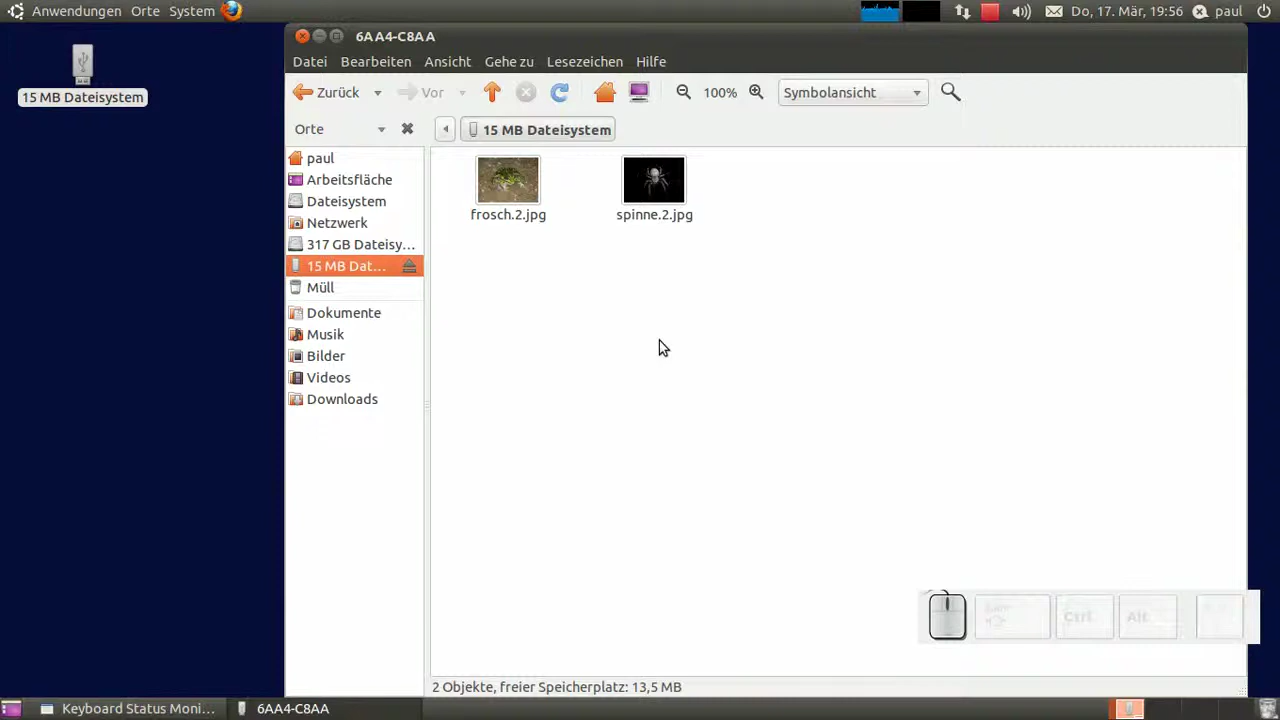 Anwendungen Orte System Do, 17. Mär, 19:56 paul
15 MB Dateisystem
6AA4-C8AA
Datei Bearbeiten Ansicht Gehe zu Lesezeichen Hilfe
Zurück Vor 100% Symbolansicht
Orte 15 MB Dateisystem
paul
Arbeitsfläche
Dateisystem
Netzwerk
317 GB Dateisy...
15 MB Dat...
Müll
Dokumente
Musik
Bilder
Videos
Downloads
frosch.2.jpg spinne.2.jpg
Ctrl Alt
2 Objekte, freier Speicherplatz: 13,5 MB
Keyboard Status Moni... 6AA4-C8AA